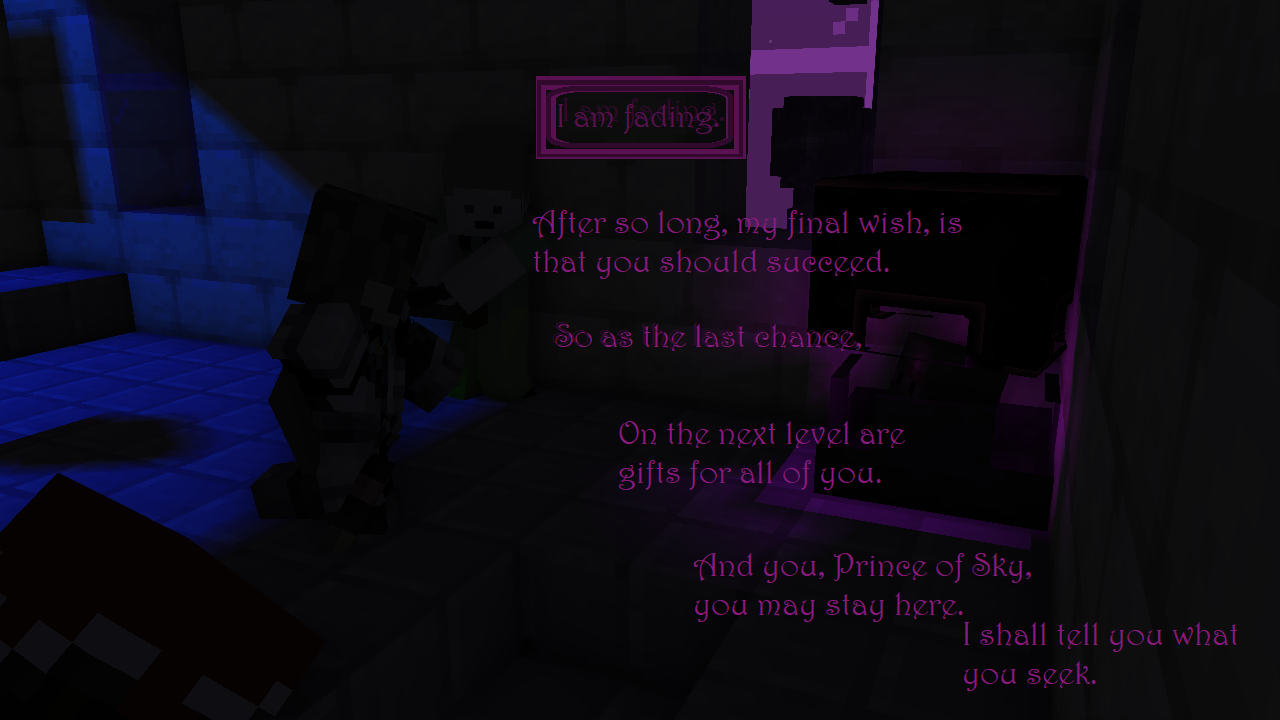 I am fading.
After so long, my final wish, is
that you should succeed.
So as the last chance,
On the next level are
gifts for all of you.
And you, Prince of Sky,
you may stay here.
I shall tell you what
you seek.